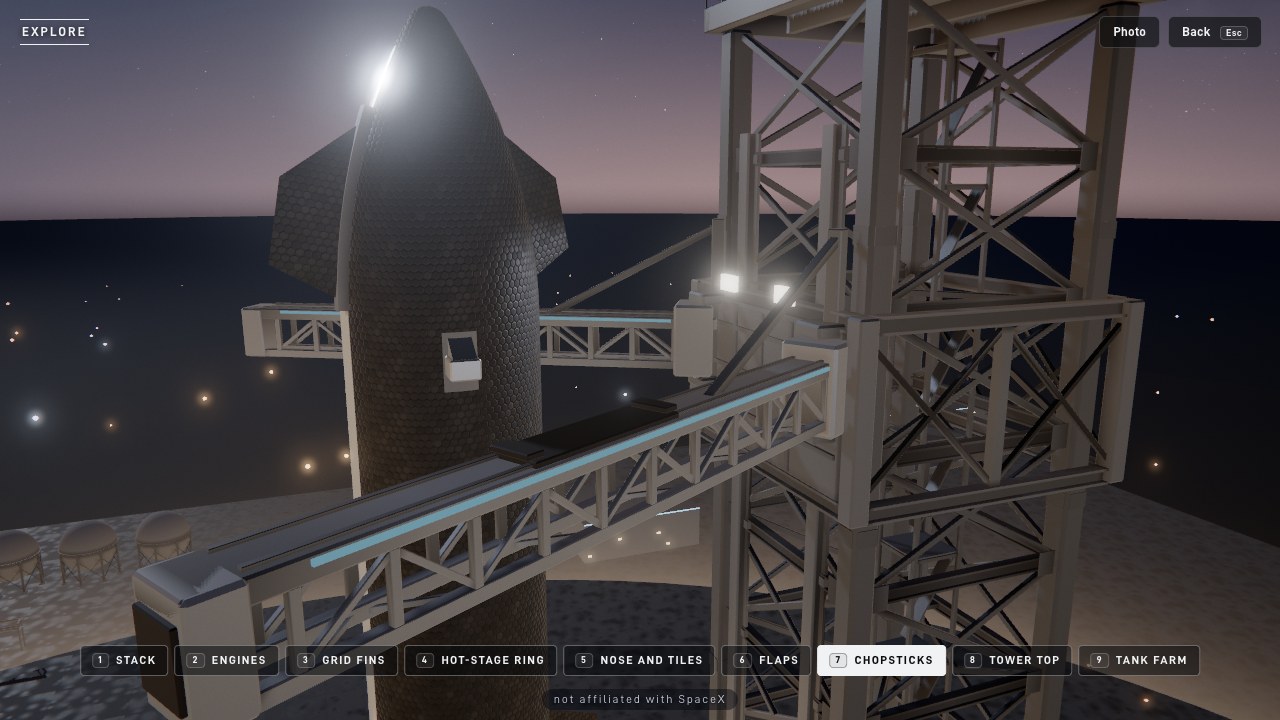 EXPLORE
Photo
Back Esc
1 STACK
2 ENGINES
3 GRID FINS
4 HOT-STAGE RING
5 NOSE AND TILES
6 FLAPS
7 CHOPSTICKS
8 TOWER TOP
9 TANK FARM
not affiliated with SpaceX